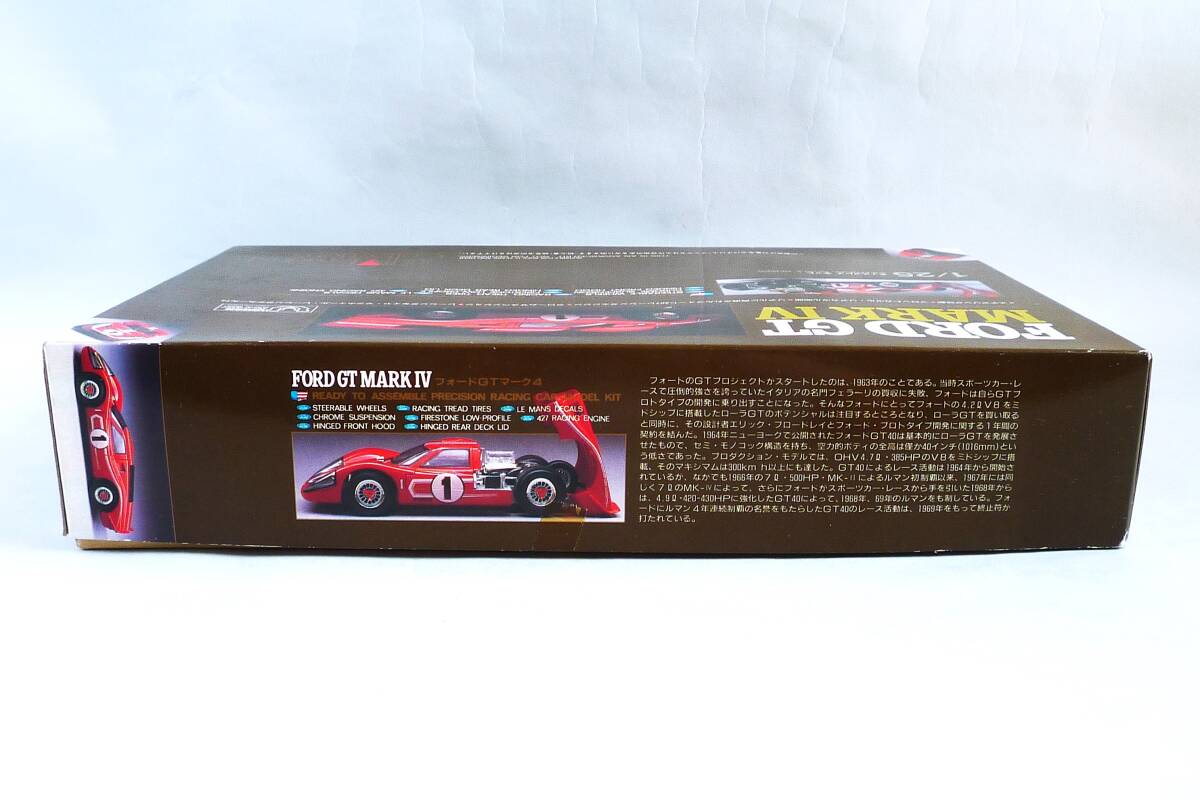 1/25
FORD GT
MARK IV
FORD GT MARK IV フォードGTマーク4
READY TO ASSEMBLE PRECISION RACING CAR MODEL KIT
STEERABLE WHEELS RACING TREAD TIRES LE MANS DECALS
CHROME SUSPENSION FIRESTONE LOW-PROFILE 427 RACING ENGINE
HINGED FRONT HOOD HINGED REAR DECK LID
1
1
1
フォードのGTプロジェクトがスタートしたのは、1963年のことである。当時スポーツカー・レ
ースで圧倒的強さを誇っていたイタリアの名門フェラーリの買収に失敗、フォードは自らGTプ
ロトタイプの開発に乗り出すことになった。そんなフォードにとってフォードの4.2ℓV8をミ
ドシップに搭載したローラGTのポテンシャルは注目するところとなり、ローラGTを買い取る
と同時に、その設計者エリック・ブロートレイとフォード・プロトタイプ開発に関する1年間の
契約を結んだ。1964年ニューヨークで公開されたフォードGT40は基本的にローラGTを発展さ
せたもので、セミ・モノコック構造を持ち、空力的ボディの全高は僅か40インチ(1016mm)とい
う低さであった。プロダクション・モデルでは、OHV4.7ℓ・385HPのV8をミドシップに搭
載、そのマキシマムは300km h以上にも達した。GT40によるレース活動は1964年から開始さ
れているが、なかでも1966年の7ℓ・500HP・MK-IIによるルマン初制覇以来、1967年には同
じく7ℓのMK-IVによって、さらにフォードがスポーツカー・レースから手を引いた1968年から
は、4.9ℓ・420-430HPに強化したGT40によって、1968年、69年のルマンをも制している。フォ
ードにルマン4年連続制覇の名誉をもたらしたGT40のレース活動は、1969年をもって終止符が
打たれている。